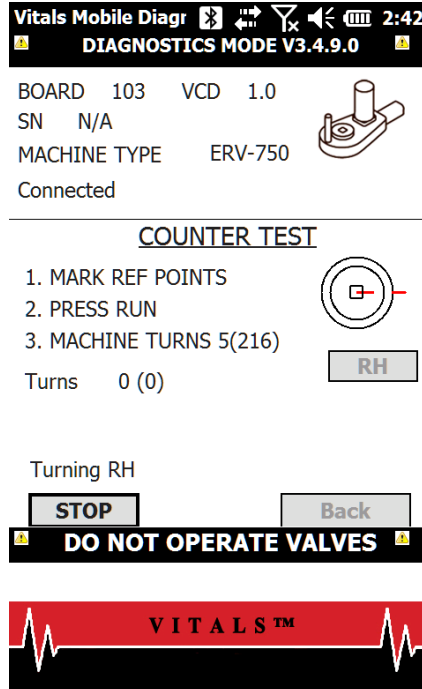 Vitals Mobile Diagr 2:42
DIAGNOSTICS MODE V3.4.9.0
BOARD 103 VCD 1.0
SN N/A
MACHINE TYPE ERV-750
Connected
COUNTER TEST
1. MARK REF POINTS
2. PRESS RUN
3. MACHINE TURNS 5(216)
RH
Turns 0 (0)
Turning RH
STOP Back
DO NOT OPERATE VALVES
VITALS™